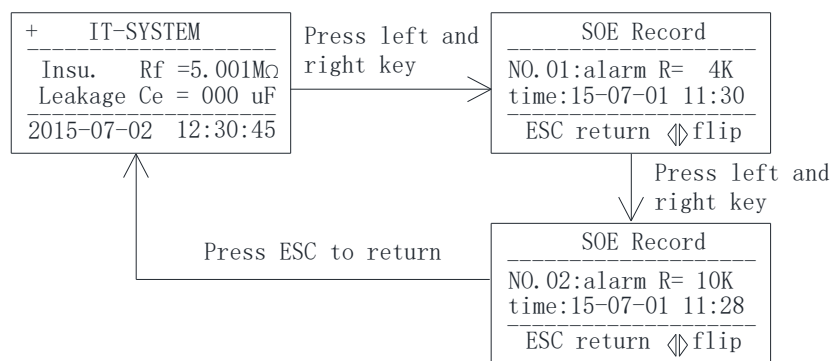 + IT-SYSTEM
Insu. Rf =5.001MΩ
Leakage Ce = 000 uF
2015-07-02 12:30:45
Press left and
right key
SOE Record
NO.01:alarm R= 4K
time:15-07-01 11:30
ESC return ◁▷flip
Press left and
right key
SOE Record
NO.02:alarm R= 10K
time:15-07-01 11:28
ESC return ◁▷flip
Press ESC to return